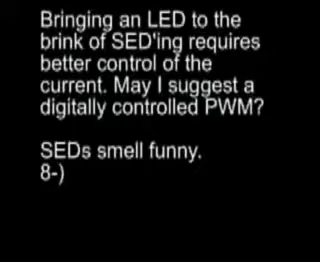 Bringing an LED to the
brink of SED'ing requires
better control of the
current. May I suggest a
digitally controlled PWM?
SEDs smell funny.
8-)